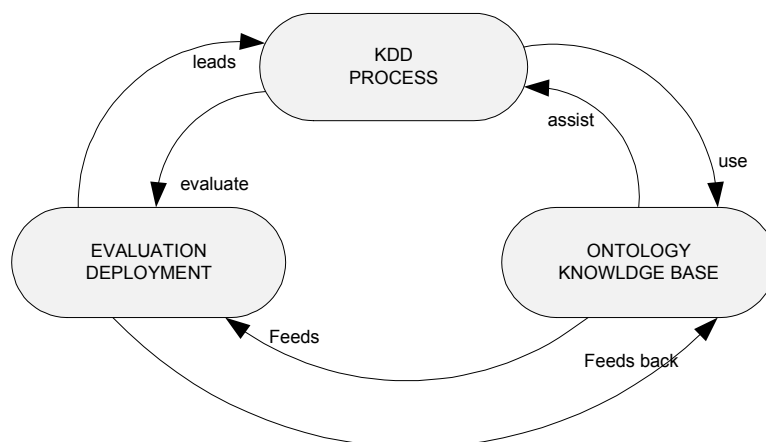 KDD
PROCESS
leads
assist
evaluate
use
EVALUATION
DEPLOYMENT
ONTOLOGY
KNOWLDGE BASE
Feeds
Feeds back